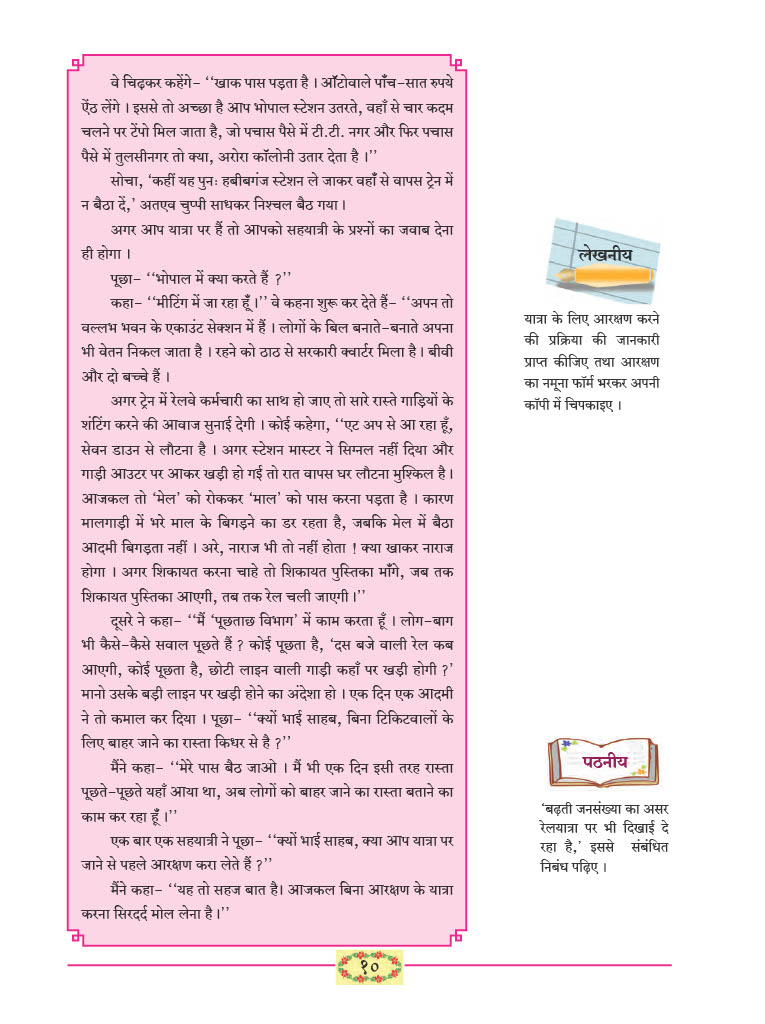 वे चिढ़कर कहेंगे- ‘‘खाक पास पड़ता है । ऑटोवाले पाँच-सात रुपये
ऐंठ लेंगे । इससे तो अच्छा है आप भोपाल स्टेशन उतरते, वहाँ से चार कदम
चलने पर टेंपो मिल जाता है, जो पचास पैसे में टी.टी. नगर और फिर पचास
पैसे में तुलसीनगर तो क्या, अरोरा कॉलोनी उतार देता है ।’’
सोचा, ‘कहीं यह पुनः हबीबगंज स्टेशन ले जाकर वहाँ से वापस ट्रेन में
न बैठा दें,’ अतएव चुप्पी साधकर निश्चल बैठ गया ।
अगर आप यात्रा पर हैं तो आपको सहयात्री के प्रश्नों का जवाब देना
ही होगा ।
पूछा- ‘‘भोपाल में क्या करते हैं ?’’
कहा- ‘‘मीटिंग में जा रहा हूँ ।’’ वे कहना शुरू कर देते हैं- ‘‘अपन तो
वल्लभ भवन के एकाउंट सेक्शन में हैं । लोगों के बिल बनाते-बनाते अपना
भी वेतन निकल जाता है । रहने को ठाठ से सरकारी क्वार्टर मिला है । बीवी
और दो बच्चे हैं ।
अगर ट्रेन में रेलवे कर्मचारी का साथ हो जाए तो सारे रास्ते गाड़ियों के
शंटिंग करने की आवाज सुनाई देगी । कोई कहेगा, ‘‘एट अप से आ रहा हूँ,
सेवन डाउन से लौटना है । अगर स्टेशन मास्टर ने सिग्नल नहीं दिया और
गाड़ी आउटर पर आकर खड़ी हो गई तो रात वापस घर लौटना मुश्किल है ।
आजकल तो ‘मेल’ को रोककर ‘माल’ को पास करना पड़ता है । कारण
मालगाड़ी में भरे माल के बिगड़ने का डर रहता है, जबकि मेल में बैठा
आदमी बिगड़ता नहीं । अरे, नाराज भी तो नहीं होता ! क्या खाकर नाराज
होगा । अगर शिकायत करना चाहे तो शिकायत पुस्तिका माँगे, जब तक
शिकायत पुस्तिका आएगी, तब तक रेल चली जाएगी ।’’
दूसरे ने कहा- ‘‘मैं ‘पूछताछ विभाग’ में काम करता हूँ । लोग-बाग
भी कैसे-कैसे सवाल पूछते हैं ? कोई पूछता है, ‘दस बजे वाली रेल कब
आएगी, कोई पूछता है, छोटी लाइन वाली गाड़ी कहाँ पर खड़ी होगी ?’
मानो उसके बड़ी लाइन पर खड़ी होने का अंदेशा हो । एक दिन एक आदमी
ने तो कमाल कर दिया । पूछा- ‘‘क्यों भाई साहब, बिना टिकिटवालों के
लिए बाहर जाने का रास्ता किधर से है ?’’
मैंने कहा- ‘‘मेरे पास बैठ जाओ । मैं भी एक दिन इसी तरह रास्ता
पूछते-पूछते यहाँ आया था, अब लोगों को बाहर जाने का रास्ता बताने का
काम कर रहा हूँ ।’’
एक बार एक सहयात्री ने पूछा- ‘‘क्यों भाई साहब, क्या आप यात्रा पर
जाने से पहले आरक्षण करा लेते हैं ?’’
मैंने कहा- ‘‘यह तो सहज बात है। आजकल बिना आरक्षण के यात्रा
करना सिरदर्द मोल लेना है ।’’
लेखनीय
यात्रा के लिए आरक्षण करने
की प्रक्रिया की जानकारी
प्राप्त कीजिए तथा आरक्षण
का नमूना फॉर्म भरकर अपनी
कॉपी में चिपकाइए ।
पठनीय
‘बढ़ती जनसंख्या का असर
रेलयात्रा पर भी दिखाई दे
रहा है,’ इससे संबंधित
निबंध पढ़िए ।
१०